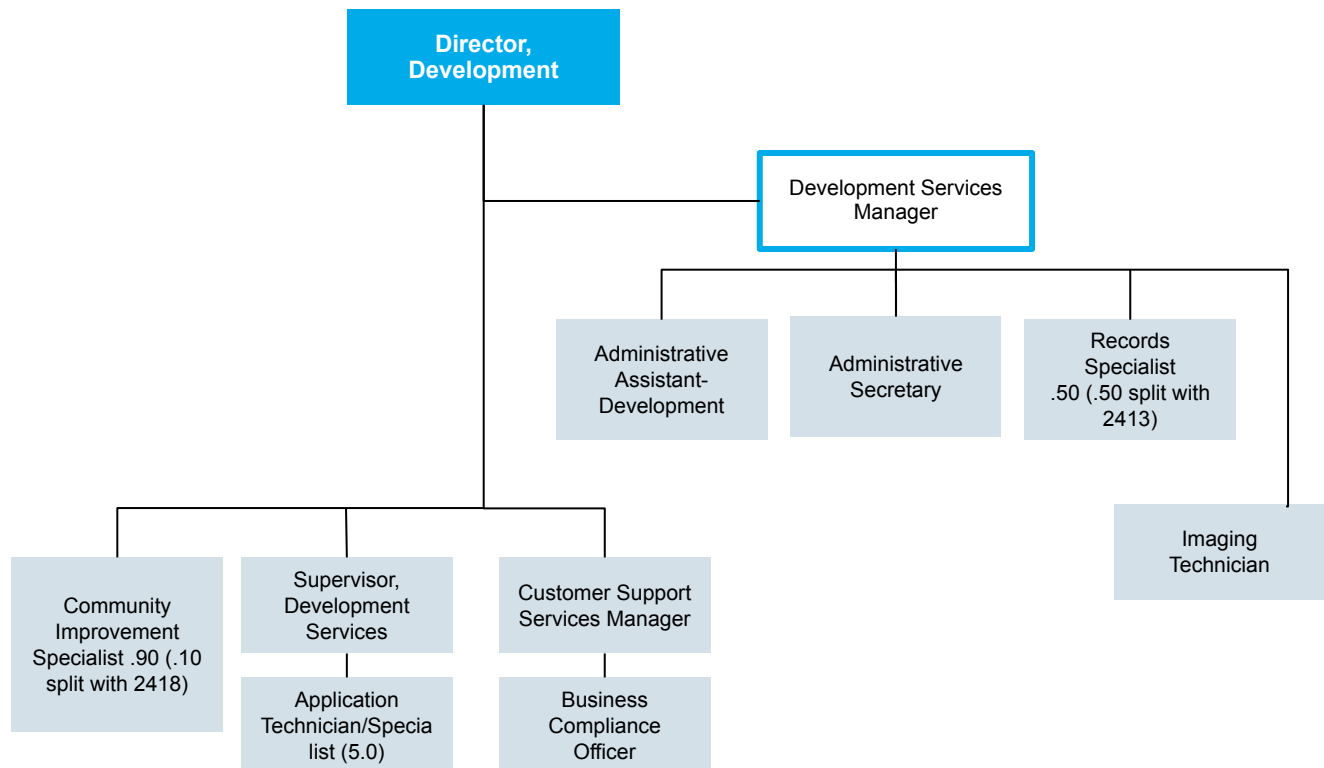 Director,
Development
Development Services
Manager
Administrative
Assistant-
Development
Administrative
Secretary
Records
Specialist
.50 (.50 split with
2413)
Imaging
Technician
Community
Improvement
Specialist .90 (.10
split with 2418)
Supervisor,
Development
Services
Customer Support
Services Manager
Application
Technician/Specia
list (5.0)
Business
Compliance
Officer